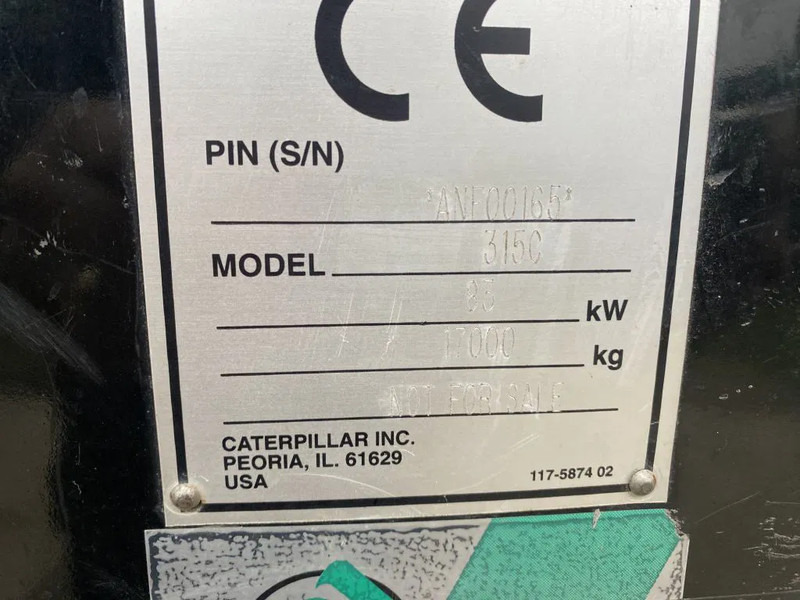 CE
PIN (S/N)
*ANF00165*
MODEL 315C
83 kW
17000 kg
NOT FOR SALE
CATERPILLAR INC.
PEORIA, IL. 61629
USA
117-5874 02